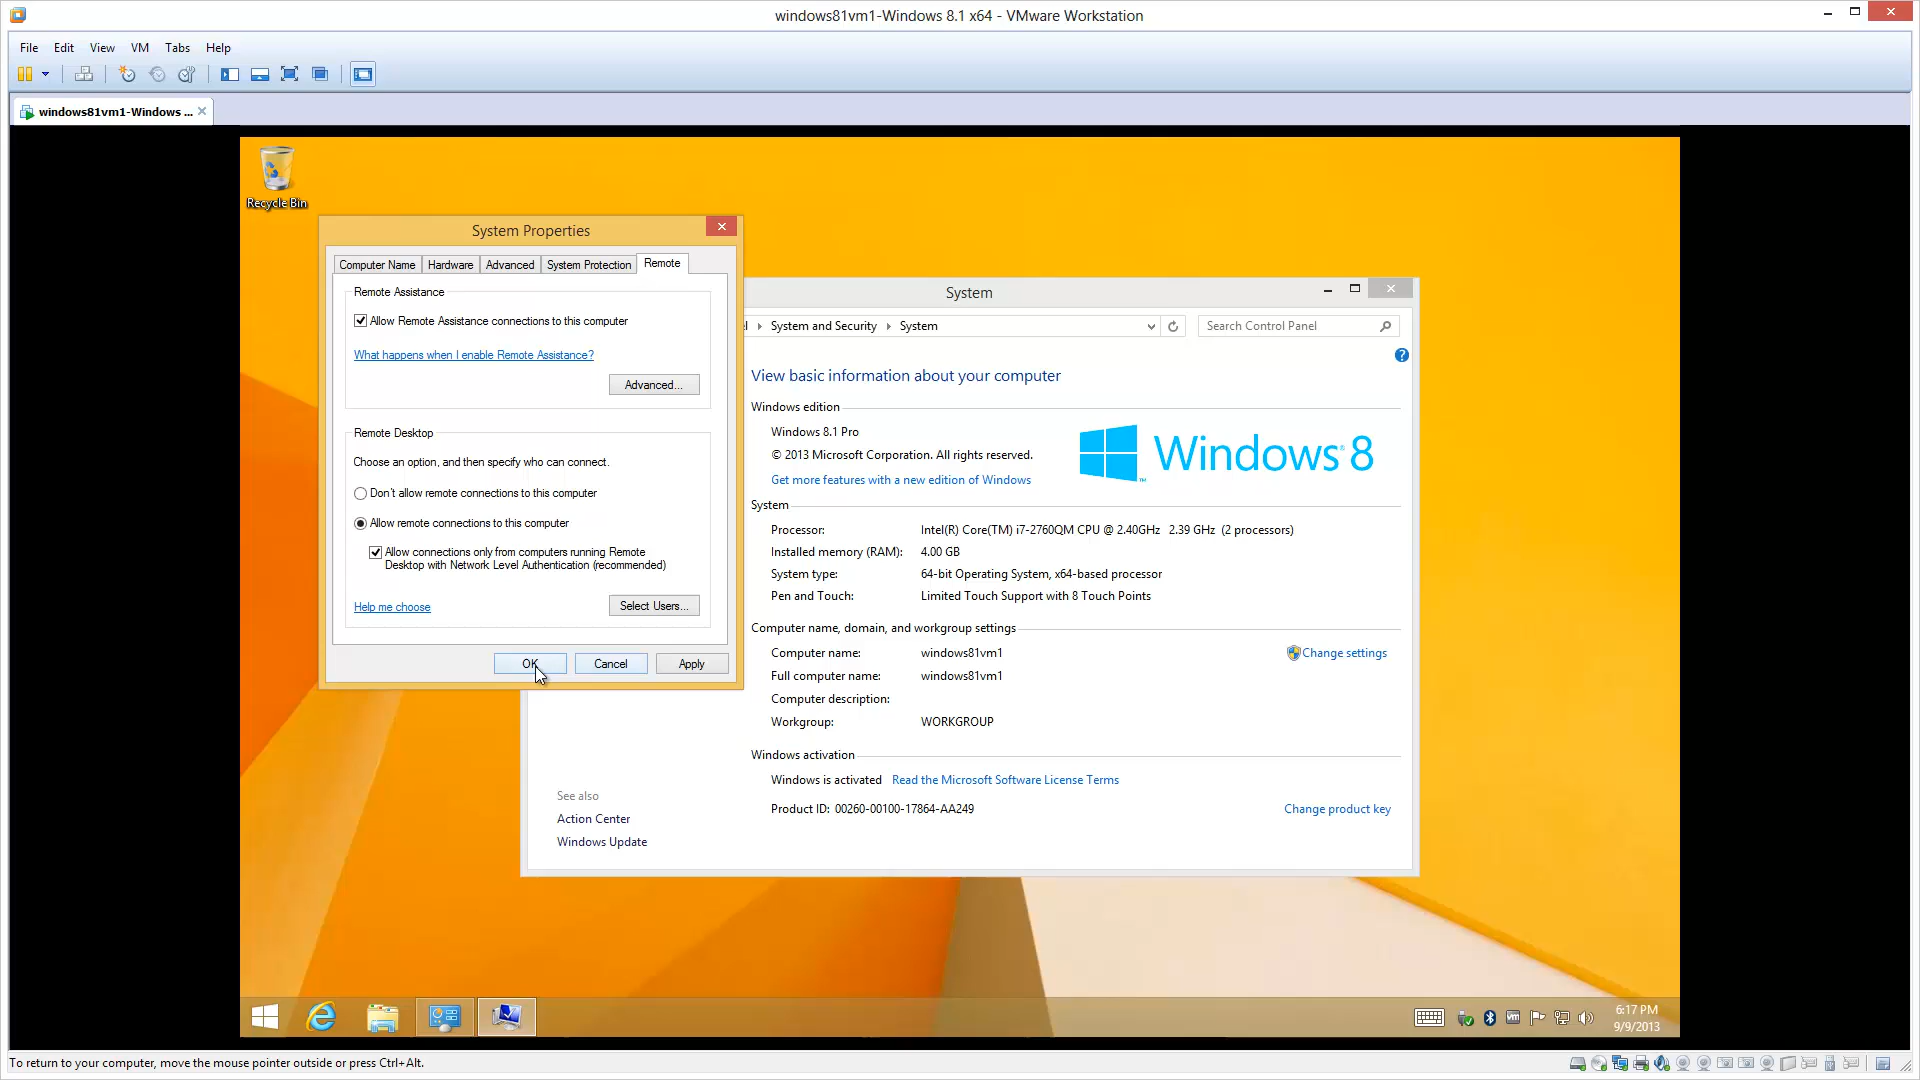 windows81vm1-Windows 8.1 x64 - VMware Workstation
File Edit View VM Tabs Help
windows81vm1-Windows ...
Recycle Bin
System Properties
Computer Name Hardware Advanced System Protection Remote
Remote Assistance
Allow Remote Assistance connections to this computer
What happens when I enable Remote Assistance?
Advanced...
Remote Desktop
Choose an option, and then specify who can connect.
Don't allow remote connections to this computer
Allow remote connections to this computer
Allow connections only from computers running Remote
Desktop with Network Level Authentication (recommended)
Help me choose
Select Users...
OK Cancel Apply
System
System and Security System
Search Control Panel
View basic information about your computer
Windows edition
Windows 8.1 Pro
© 2013 Microsoft Corporation. All rights reserved.
Get more features with a new edition of Windows
Windows 8
System
Processor: Intel(R) Core(TM) i7-2760QM CPU @ 2.40GHz 2.39 GHz (2 processors)
Installed memory (RAM): 4.00 GB
System type: 64-bit Operating System, x64-based processor
Pen and Touch: Limited Touch Support with 8 Touch Points
Computer name, domain, and workgroup settings
Computer name: windows81vm1
Change settings
Full computer name: windows81vm1
Computer description:
Workgroup: WORKGROUP
Windows activation
Windows is activated Read the Microsoft Software License Terms
Product ID: 00260-00100-17864-AA249
Change product key
See also
Action Center
Windows Update
6:17 PM
9/9/2013
To return to your computer, move the mouse pointer outside or press Ctrl+Alt.